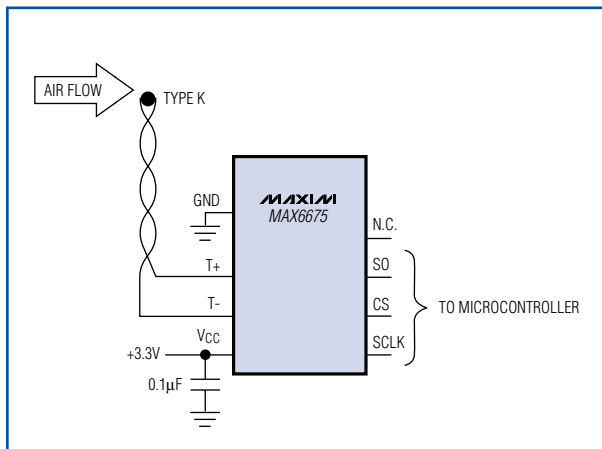 AIR FLOW
TYPE K
GND
MAXIM
MAX6675
N.C.
T+
SO
T-
CS
TO MICROCONTROLLER
VCC
+3.3V
SCLK
0.1µF